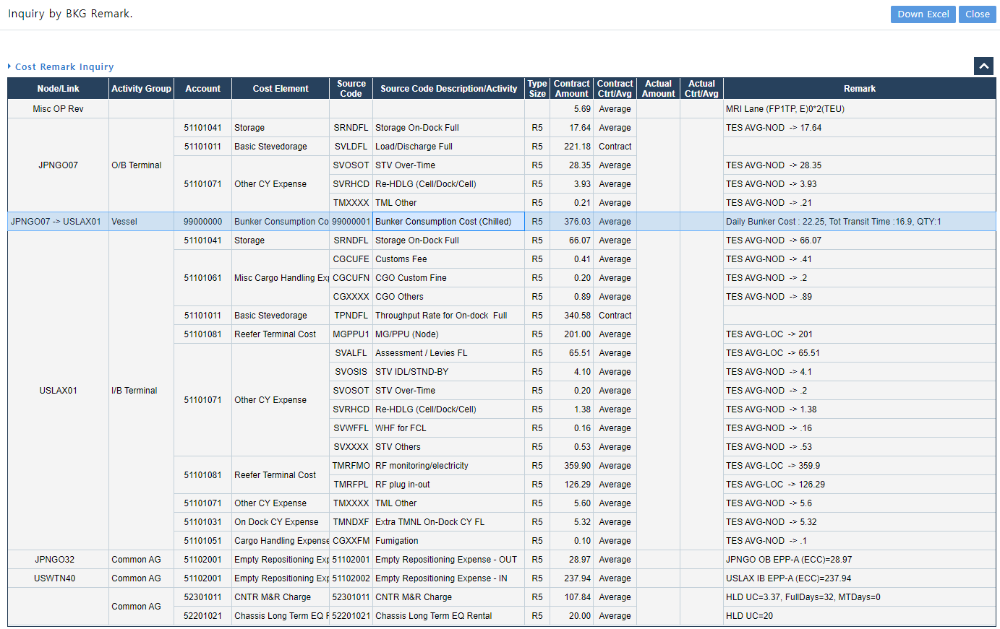 Inquiry by BKG Remark.
Down Excel Close
Cost Remark Inquiry
Node/Link Activity Group Account Cost Element Source Code Source Code Description/Activity Type Size Contract Amount Contract Ctrt/Avg Actual Amount Actual Ctrt/Avg Remark
Misc OP Rev 5.69 Average MRI Lane (FP1TP, E)0*2(TEU)
51101041 Storage SRNDFL Storage On-Dock Full R5 17.64 Average TES AVG-NOD -> 17.64
51101011 Basic Stevedorage SVLDFL Load/Discharge Full R5 221.18 Contract
JPNGO07 O/B Terminal SVOSOT STV Over-Time R5 28.35 Average TES AVG-NOD -> 28.35
51101071 Other CY Expense SVRHCD Re-HDLG (Cell/Dock/Cell) R5 3.93 Average TES AVG-NOD -> 3.93
TMXXXX TML Other R5 0.21 Average TES AVG-NOD -> .21
JPNGO07 -> USLAX01 Vessel 99000000 Bunker Consumption Co 99000001 Bunker Consumption Cost (Chilled) R5 376.03 Average Daily Bunker Cost : 22.25, Tot Transit Time :16.9, QTY:1
51101041 Storage SRNDFL Storage On-Dock Full R5 66.07 Average TES AVG-NOD -> 66.07
CGCUFE Customs Fee R5 0.41 Average TES AVG-NOD -> .41
51101061 Misc Cargo Handling Exp CGCUFN CGO Custom Fine R5 0.20 Average TES AVG-NOD -> .2
CGXXXX CGO Others R5 0.89 Average TES AVG-NOD -> .89
51101011 Basic Stevedorage TPNDFL Throughput Rate for On-dock Full R5 340.58 Contract
51101081 Reefer Terminal Cost MGPPU1 MG/PPU (Node) R5 201.00 Average TES AVG-LOC -> 201
SVALFL Assessment / Levies FL R5 65.51 Average TES AVG-LOC -> 65.51
SVOSIS STV IDL/STND-BY R5 4.10 Average TES AVG-NOD -> 4.1
USLAX01 I/B Terminal SVOSOT STV Over-Time R5 0.20 Average TES AVG-NOD -> .2
51101071 Other CY Expense
SVRHCD Re-HDLG (Cell/Dock/Cell) R5 1.38 Average TES AVG-NOD -> 1.38
SVWFFL WHF for FCL R5 0.16 Average TES AVG-NOD -> .16
SVXXXX STV Others R5 0.53 Average TES AVG-NOD -> .53
TMRFMO RF monitoring/electricity R5 359.90 Average TES AVG-LOC -> 359.9
51101081 Reefer Terminal Cost
TMRFPL RF plug in-out R5 126.29 Average TES AVG-LOC -> 126.29
51101071 Other CY Expense TMXXXX TML Other R5 5.60 Average TES AVG-NOD -> 5.6
51101031 On Dock CY Expense TMNDXF Extra TMNL On-Dock CY FL R5 5.32 Average TES AVG-NOD -> 5.32
51101051 Cargo Handling Expense CGXXFM Fumigation R5 0.10 Average TES AVG-NOD -> .1
JPNGO32 Common AG 51102001 Empty Repositioning Exp 51102001 Empty Repositioning Expense - OUT R5 28.97 Average JPNGO OB EPP-A (ECC)=28.97
USWTN40 Common AG 51102001 Empty Repositioning Exp 51102002 Empty Repositioning Expense - IN R5 237.94 Average USLAX IB EPP-A (ECC)=237.94
52301011 CNTR M&R Charge 52301011 CNTR M&R Charge R5 107.84 Average HLD UC=3.37, FullDays=32, MTDays=0
Common AG
52201021 Chassis Long Term EQ F 52201021 Chassis Long Term EQ Rental R5 20.00 Average HLD UC=20